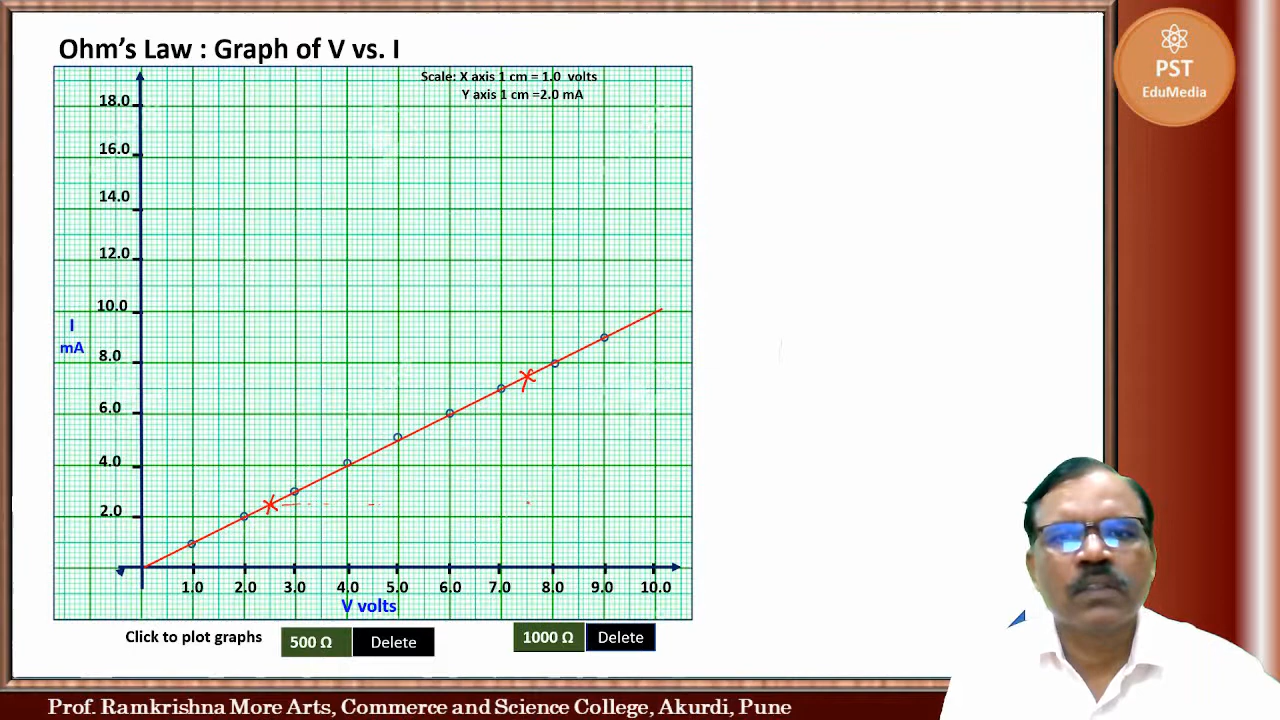 Ohm’s Law : Graph of V vs. I
PST
EduMedia
Scale: X axis 1 cm = 1.0 volts
Y axis 1 cm =2.0 mA
18.0
16.0
14.0
12.0
10.0
I
mA
8.0
6.0
4.0
2.0
1.0 2.0 3.0 4.0 5.0 6.0 7.0 8.0 9.0 10.0
V volts
Click to plot graphs 500 Ω Delete 1000 Ω Delete
Prof. Ramkrishna More Arts, Commerce and Science College, Akurdi, Pune